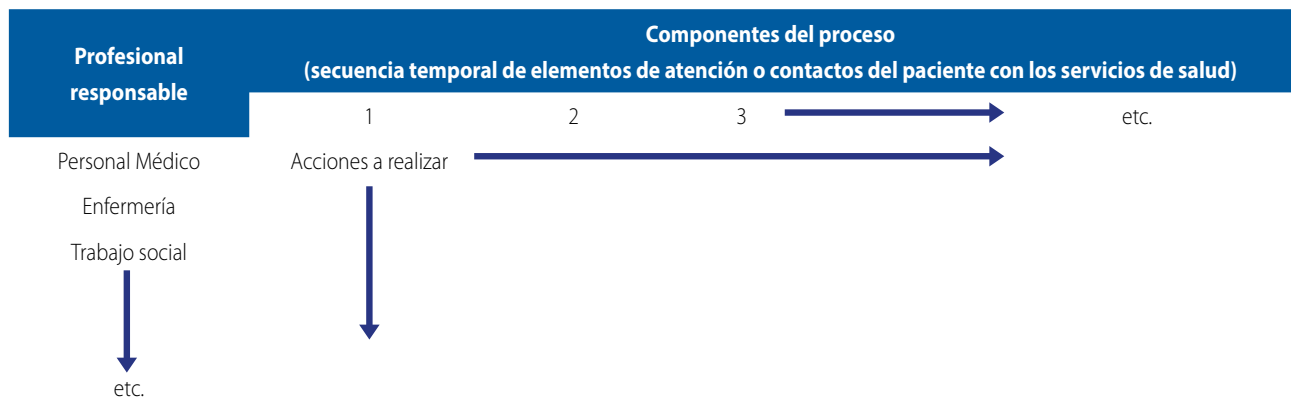 Profesional
responsable
Componentes del proceso
(secuencia temporal de elementos de atención o contactos del paciente con los servicios de salud)
1 2 3 etc.
Personal Médico Acciones a realizar
Enfermería
Trabajo social
etc.